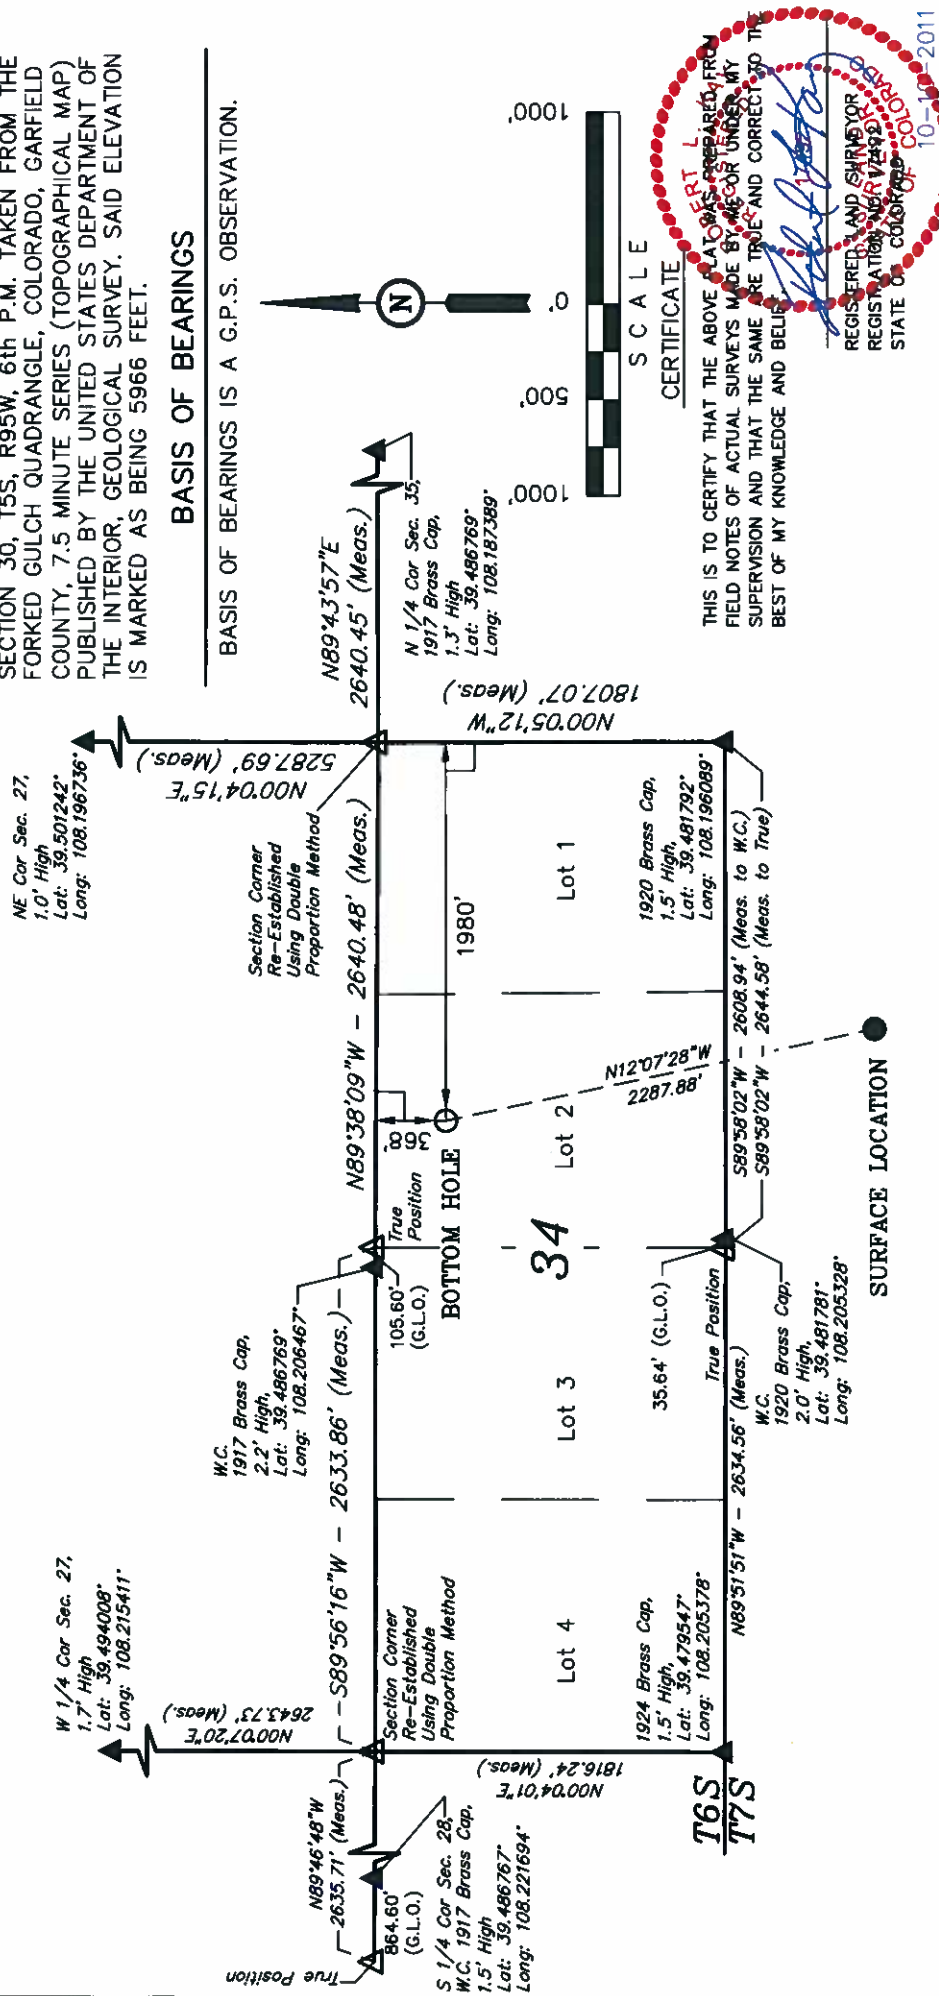 SECTION 30, T5S, R95W, 6th P.M. TAKEN FROM THE
FORKED GULCH QUADRANGLE, COLORADO, GARFIELD
COUNTY, 7.5 MINUTE SERIES (TOPOGRAPHICAL MAP)
PUBLISHED BY THE UNITED STATES DEPARTMENT OF
THE INTERIOR, GEOLOGICAL SURVEY. SAID ELEVATION
IS MARKED AS BEING 5966 FEET.
BASIS OF BEARINGS
BASIS OF BEARINGS IS A G.P.S. OBSERVATION.
N
1000'
500'
0'
1000'
SCALE
CERTIFICATE
THIS IS TO CERTIFY THAT THE ABOVE PLAT WAS PREPARED FROM
FIELD NOTES OF ACTUAL SURVEYS MADE BY ME OR UNDER MY
SUPERVISION AND THAT THE SAME ARE TRUE AND CORRECT TO THE
BEST OF MY KNOWLEDGE AND BELIEF
REGISTERED LAND SURVEYOR
REGISTRATION NO.
STATE OF COLORADO
W 1/4 Cor Sec. 27,
1.7' High
Lat: 39.494008°
Long: 108.215411°
N00°07'20"E
2643.73' (Meas.)
NE Cor Sec. 27,
1.0' High
Lat: 39.501242°
Long: 108.196736°
N00°04'15"E
5287.69' (Meas.)
W.C.
1917 Brass Cap,
2.2' High,
Lat: 39.486769°
Long: 108.206467°
Section Corner
Re-Established
Using Double
Proportion Method
N89°46'48"W
2635.71' (Meas.)
S89°56'16"W - 2633.86' (Meas.)
N89°38'09"W - 2640.48' (Meas.)
N89°43'57"E
2640.45' (Meas.)
True Position
864.60'
(G.L.O.)
S 1/4 Cor Sec. 28,
W.C. 1917 Brass Cap,
1.5' High
Lat: 39.486767°
Long: 108.221694°
Section Corner
Re-Established
Using Double
Proportion Method
105.60'
(G.L.O.)
True
Position
368'
1980'
BOTTOM HOLE
N 1/4 Cor Sec. 35,
1917 Brass Cap,
1.3' High
Lat: 39.486769°
Long: 108.187389°
N00°04'01"E
1816.24' (Meas.)
N00°05'12"W
1807.07' (Meas.)
34
Lot 4
Lot 3
Lot 2
Lot 1
N12°07'28"W
2287.88'
1924 Brass Cap,
1.5' High,
Lat: 39.479547°
Long: 108.205378°
35.64' (G.L.O.)
True Position
1920 Brass Cap,
1.5' High,
Lat: 39.481792°
Long: 108.196089°
T6S
T7S
N89°51'51"W - 2634.56' (Meas.)
S89°58'02"W - 2608.94' (Meas. to W.C.)
S89°58'02"W - 2644.58' (Meas. to True)
W.C.
1920 Brass Cap,
2.0' High,
Lat: 39.481781°
Long: 108.205328°
SURFACE LOCATION